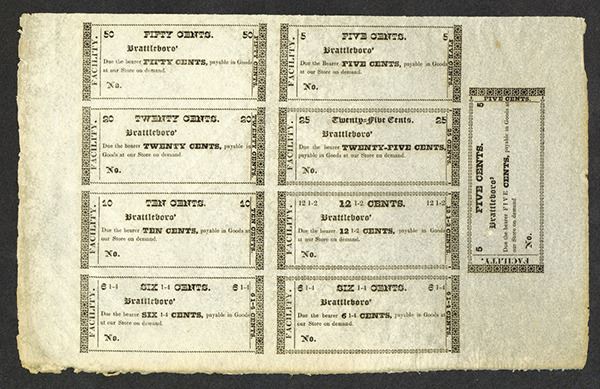 50 FIFTY CENTS. 50
Brattleboro'
Due the bearer FIFTY CENTS, payable in Goods
at our Store on demand.
No.
FACILITY.
5 FIVE CENTS. 5
Brattleboro'
Due the bearer FIVE CENTS, payable in Goods
at our Store on demand.
No.
FACILITY.
20 TWENTY CENTS. 20
Brattleboro'
Due the bearer TWENTY CENTS, payable in
Goods at our Store on demand.
No.
FACILITY.
25 Twenty-Five Cents. 25
Brattleboro'
Due the bearer TWENTY-FIVE CENTS,
payable in Goods at our Store on demand.
No.
FACILITY.
10 TEN CENTS. 10
Brattleboro'
Due the bearer TEN CENTS, payable in Goods at
our Store on demand.
No.
FACILITY.
12 1-2 12 1-2 CENTS. 12 1-2
Brattleboro'
Due the bearer 12 1-2 CENTS, payable in Goods
at our Store on demand.
No.
FACILITY.
6 1-4 SIX 1-4 CENTS. 6 1-4
Brattleboro'
Due the bearer SIX 1-4 CENTS, payable in Goods
at our Store on demand.
No.
FACILITY.
6 1-4 SIX 1-4 CENTS. 6 1-4
Brattleboro'
Due the bearer 6 1-4 CENTS, payable in Goods
at our Store on demand.
No.
FACILITY.
FIVE CENTS.
5 FIVE CENTS. 5
Brattleboro'
Due the bearer FIVE CENTS, payable in Goods at
our Store on demand
No.
FACILITY.